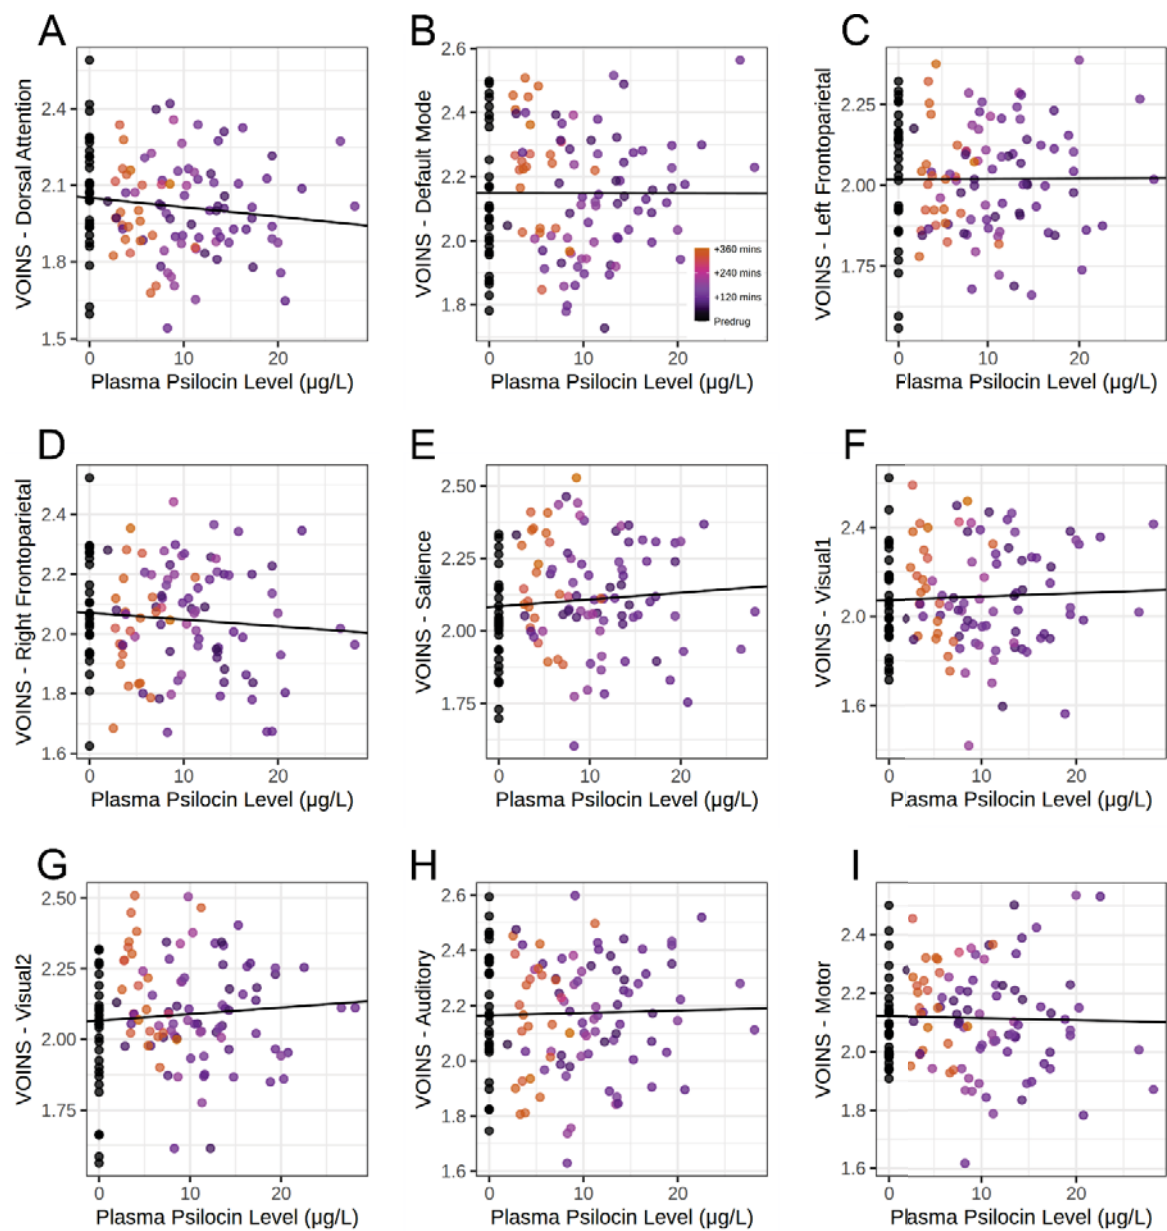 A
VOINS - Dorsal Attention
2.4
2.1
1.8
1.5
0 10 20
Plasma Psilocin Level (µg/L)
B
VOINS - Default Mode
2.6
2.5
2.4
2.2
2.0
1.8
+360 mins
+240 mins
+120 mins
Predrug
0 10 20
Plasma Psilocin Level (µg/L)
C
VOINS - Left Frontoparietal
2.25
2.00
1.75
0 10 20
Plasma Psilocin Level (µg/L)
D
VOINS - Right Frontoparietal
2.4
2.2
2.0
1.8
1.6
0 10 20
Plasma Psilocin Level (µg/L)
E
VOINS - Salience
2.50
2.25
2.00
1.75
0 10 20
Plasma Psilocin Level (µg/L)
F
VOINS - Visual1
2.4
2.0
1.6
0 10 20
Plasma Psilocin Level (µg/L)
G
VOINS - Visual2
2.50
2.25
2.00
1.75
0 10 20
Plasma Psilocin Level (µg/L)
H
VOINS - Auditory
2.6
2.4
2.2
2.0
1.8
1.6
0 10 20
Plasma Psilocin Level (µg/L)
I
VOINS - Motor
2.4
2.2
2.0
1.8
1.6
0 10 20
Plasma Psilocin Level (µg/L)